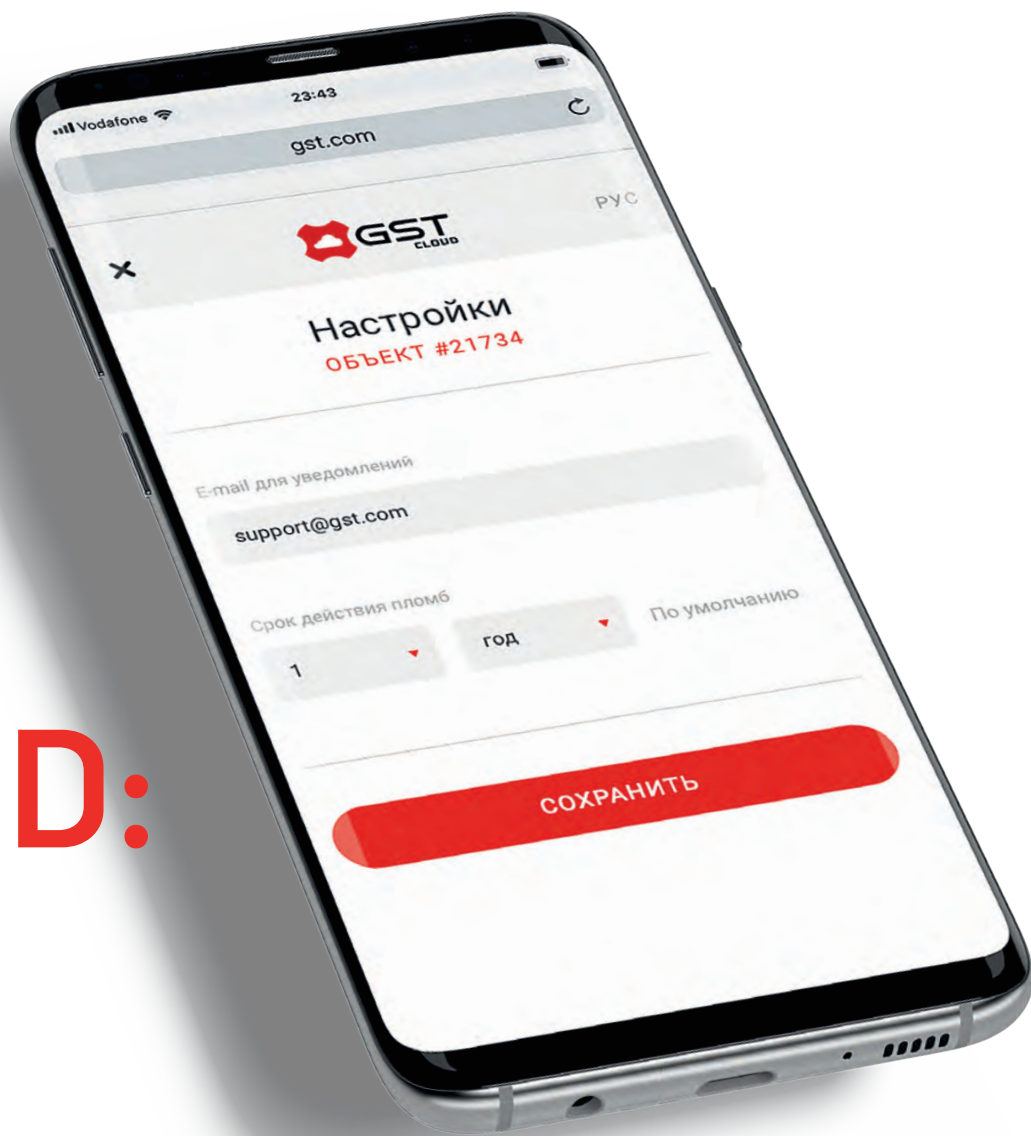 Vodafone 23:43
gst.com
GST
CLOUD
РУС
Настройки
ОБЪЕКТ #21734
E-mail для уведомлений
support@gst.com
Срок действия пломб
1 год По умолчанию
СОХРАНИТЬ
D: